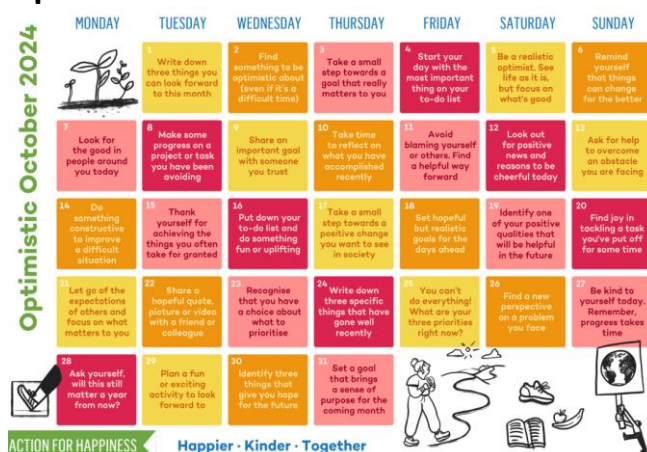 Optimistic October 2024
MONDAY TUESDAY WEDNESDAY THURSDAY FRIDAY SATURDAY SUNDAY
1
Write down
three things you
can look forward
to this month
2
Find
something to be
optimistic about
(even if it's a
difficult time)
3
Take a small
step towards a
goal that really
matters to you
4
Start your
day with the
most important
thing on your
to-do list
5
Be a realistic
optimist. See
life as it is,
but focus on
what's good
6
Remind
yourself
that things
can change
for the better
7
Look for
the good in
people around
you today
8
Make some
progress on a
project or task
you have been
avoiding
9
Share an
important goal
with someone
you trust
10
Take time
to reflect on
what you have
accomplished
recently
11
Avoid
blaming yourself
or others. Find
a helpful way
forward
12
Look out
for positive
news and
reasons to be
cheerful today
13
Ask for help
to overcome
an obstacle
you are facing
14
Do
something
constructive
to improve
a difficult
situation
15
Thank
yourself for
achieving the
things you often
take for granted
16
Put down your
to-do list and
do something
fun or uplifting
17
Take a small
step towards a
positive change
you want to see
in society
18
Set hopeful
but realistic
goals for the
days ahead
19
Identify one
of your positive
qualities that
will be helpful
in the future
20
Find joy in
tackling a task
you've put off
for some time
21
Let go of the
expectations
of others and
focus on what
matters to you
22
Share a
hopeful quote,
picture or video
with a friend or
colleague
23
Recognise
that you have
a choice about
what to
prioritise
24
Write down
three specific
things that have
gone well
recently
25
You can't
do everything!
What are your
three priorities
right now?
26
Find a new
perspective
on a problem
you face
27
Be kind to
yourself today.
Remember,
progress takes
time
28
Ask yourself,
will this still
matter a year
from now?
29
Plan a fun
or exciting
activity to look
forward to
30
Identify three
things that
give you hope
for the future
31
Set a goal
that brings
a sense of
purpose for the
coming month
ACTION FOR HAPPINESS
Happier · Kinder · Together